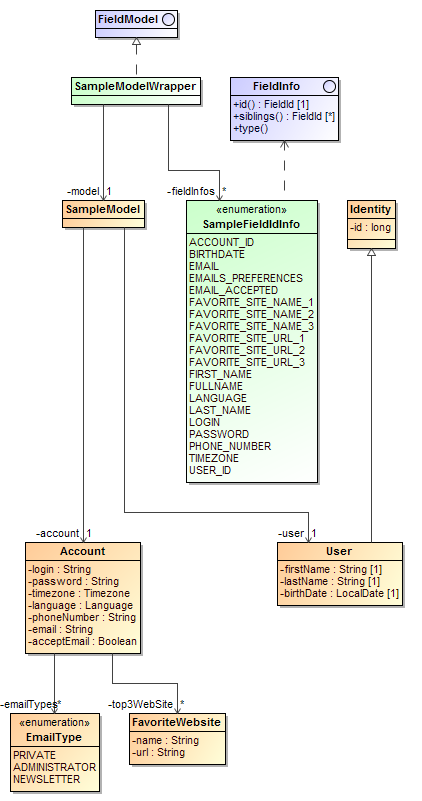 FieldModel
SampleModelWrapper
FieldInfo
+id() : FieldId [1]
+siblings() : FieldId [*]
+type()
-model 1
-fieldInfos *
SampleModel
«enumeration»
SampleFieldIdInfo
ACCOUNT_ID
BIRTHDATE
EMAIL
EMAILS_PREFERENCES
EMAIL_ACCEPTED
FAVORITE_SITE_NAME_1
FAVORITE_SITE_NAME_2
FAVORITE_SITE_NAME_3
FAVORITE_SITE_URL_1
FAVORITE_SITE_URL_2
FAVORITE_SITE_URL_3
FIRST_NAME
FULLNAME
LANGUAGE
LAST_NAME
LOGIN
PASSWORD
PHONE_NUMBER
TIMEZONE
USER_ID
Identity
-id : long
-account 1
-user 1
Account
-login : String
-password : String
-timezone : Timezone
-language : Language
-phoneNumber : String
-email : String
-acceptEmail : Boolean
User
-firstName : String [1]
-lastName : String [1]
-birthDate : LocalDate [1]
-emailTypes *
-top3WebSite *
«enumeration»
EmailType
PRIVATE
ADMINISTRATOR
NEWSLETTER
FavoriteWebsite
-name : String
-url : String